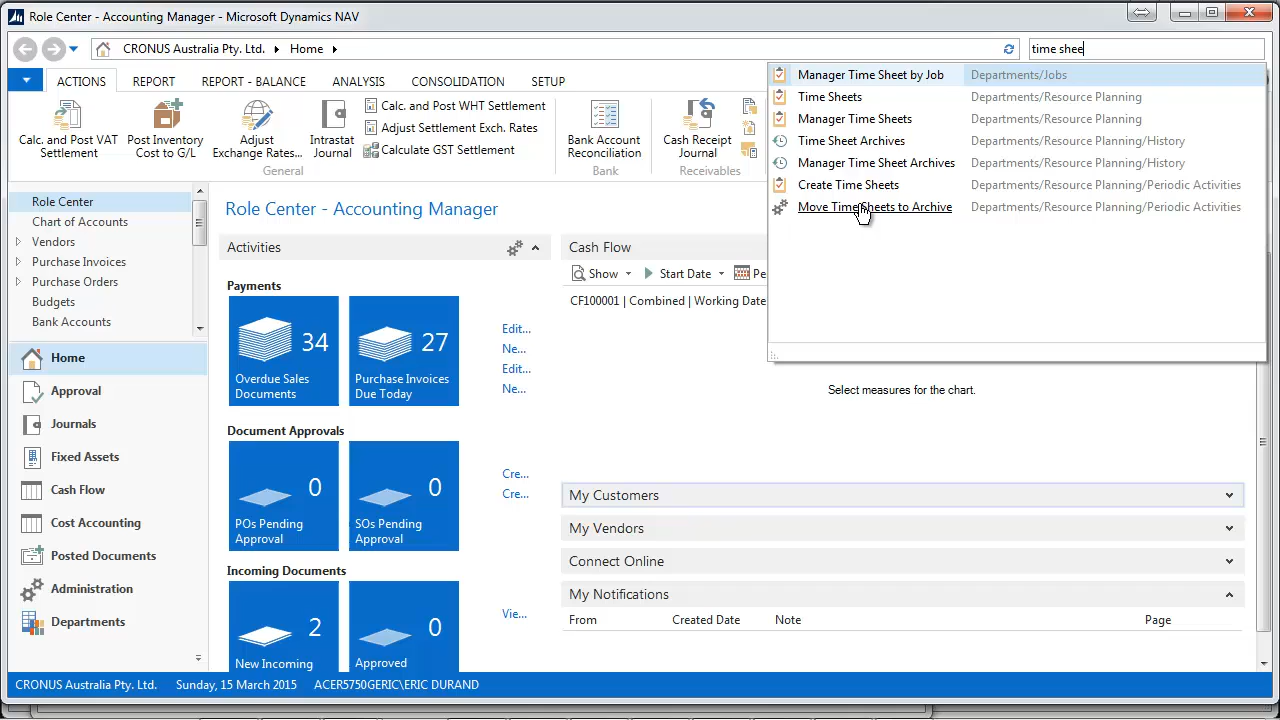 Role Center - Accounting Manager - Microsoft Dynamics NAV
CRONUS Australia Pty. Ltd. Home
time shee
ACTIONS REPORT REPORT - BALANCE ANALYSIS CONSOLIDATION SETUP
Calc. and Post VAT Settlement
Post Inventory Cost to G/L
Adjust Exchange Rates...
Intrastat Journal
Calc. and Post WHT Settlement
Adjust Settlement Exch. Rates
Calculate GST Settlement
Bank Account Reconciliation
Cash Receipt Journal
General
Bank
Receivables
Manager Time Sheet by Job Departments/Jobs
Time Sheets Departments/Resource Planning
Manager Time Sheets Departments/Resource Planning
Time Sheet Archives Departments/Resource Planning/History
Manager Time Sheet Archives Departments/Resource Planning/History
Create Time Sheets Departments/Resource Planning/Periodic Activities
Move Time Sheets to Archive Departments/Resource Planning/Periodic Activities
Role Center
Chart of Accounts
Vendors
Purchase Invoices
Purchase Orders
Budgets
Bank Accounts
Home
Approval
Journals
Fixed Assets
Cash Flow
Cost Accounting
Posted Documents
Administration
Departments
Role Center - Accounting Manager
Activities
Payments
34
Overdue Sales Documents
27
Purchase Invoices Due Today
Edit...
Ne...
Edit...
Ne...
Document Approvals
0
POs Pending Approval
0
SOs Pending Approval
Cre...
Cre...
Incoming Documents
2
New Incoming
0
Approved
Vie...
Cash Flow
Show Start Date Pe
CF100001 | Combined | Working Date
Select measures for the chart.
My Customers
My Vendors
Connect Online
My Notifications
From Created Date Note Page
CRONUS Australia Pty. Ltd. Sunday, 15 March 2015 ACER5750GERIC\ERIC DURAND